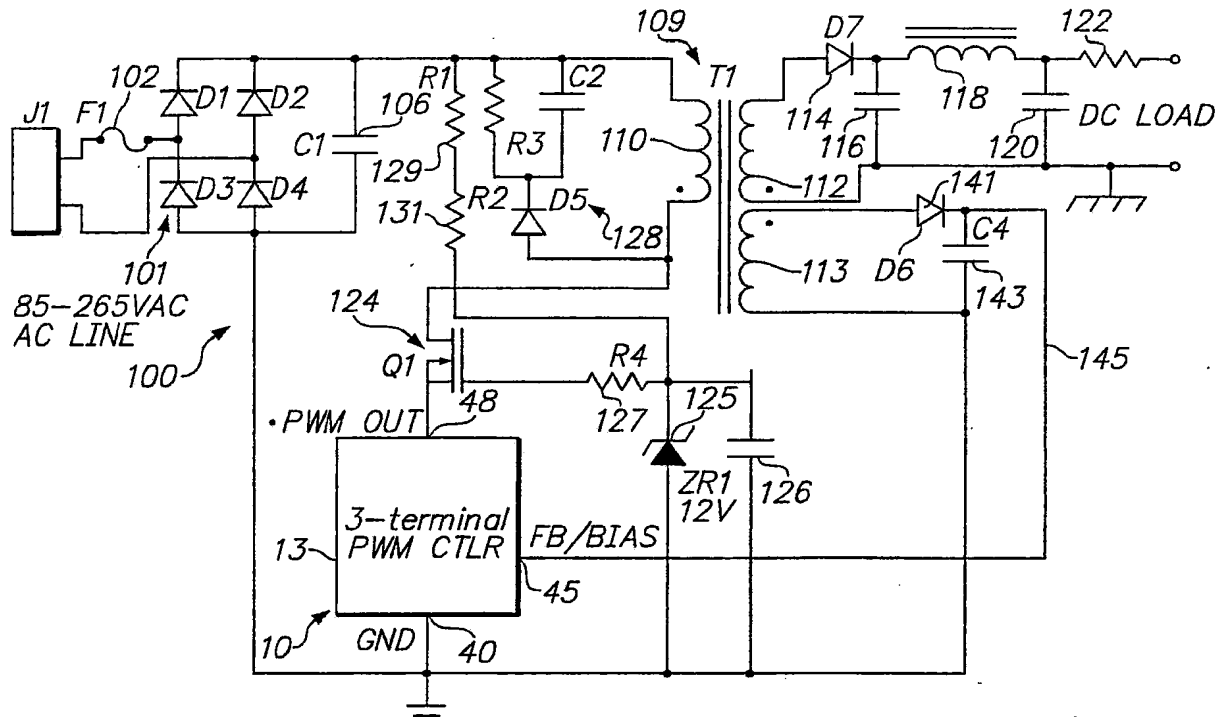 109
D7
122
102
R1
C2
T1
J1
F1
D1
D2
106
C1
R3
110
114
116
118
120
DC LOAD
129
112
D3
D4
R2
D5
141
131
128
C4
101
113
D6
143
85-265VAC
AC LINE
124
100
Q1
R4
145
48
127
125
PWM OUT
ZR1
12V
126
3-terminal
PWM CTLR
FB/BIAS
13
45
10
GND
40